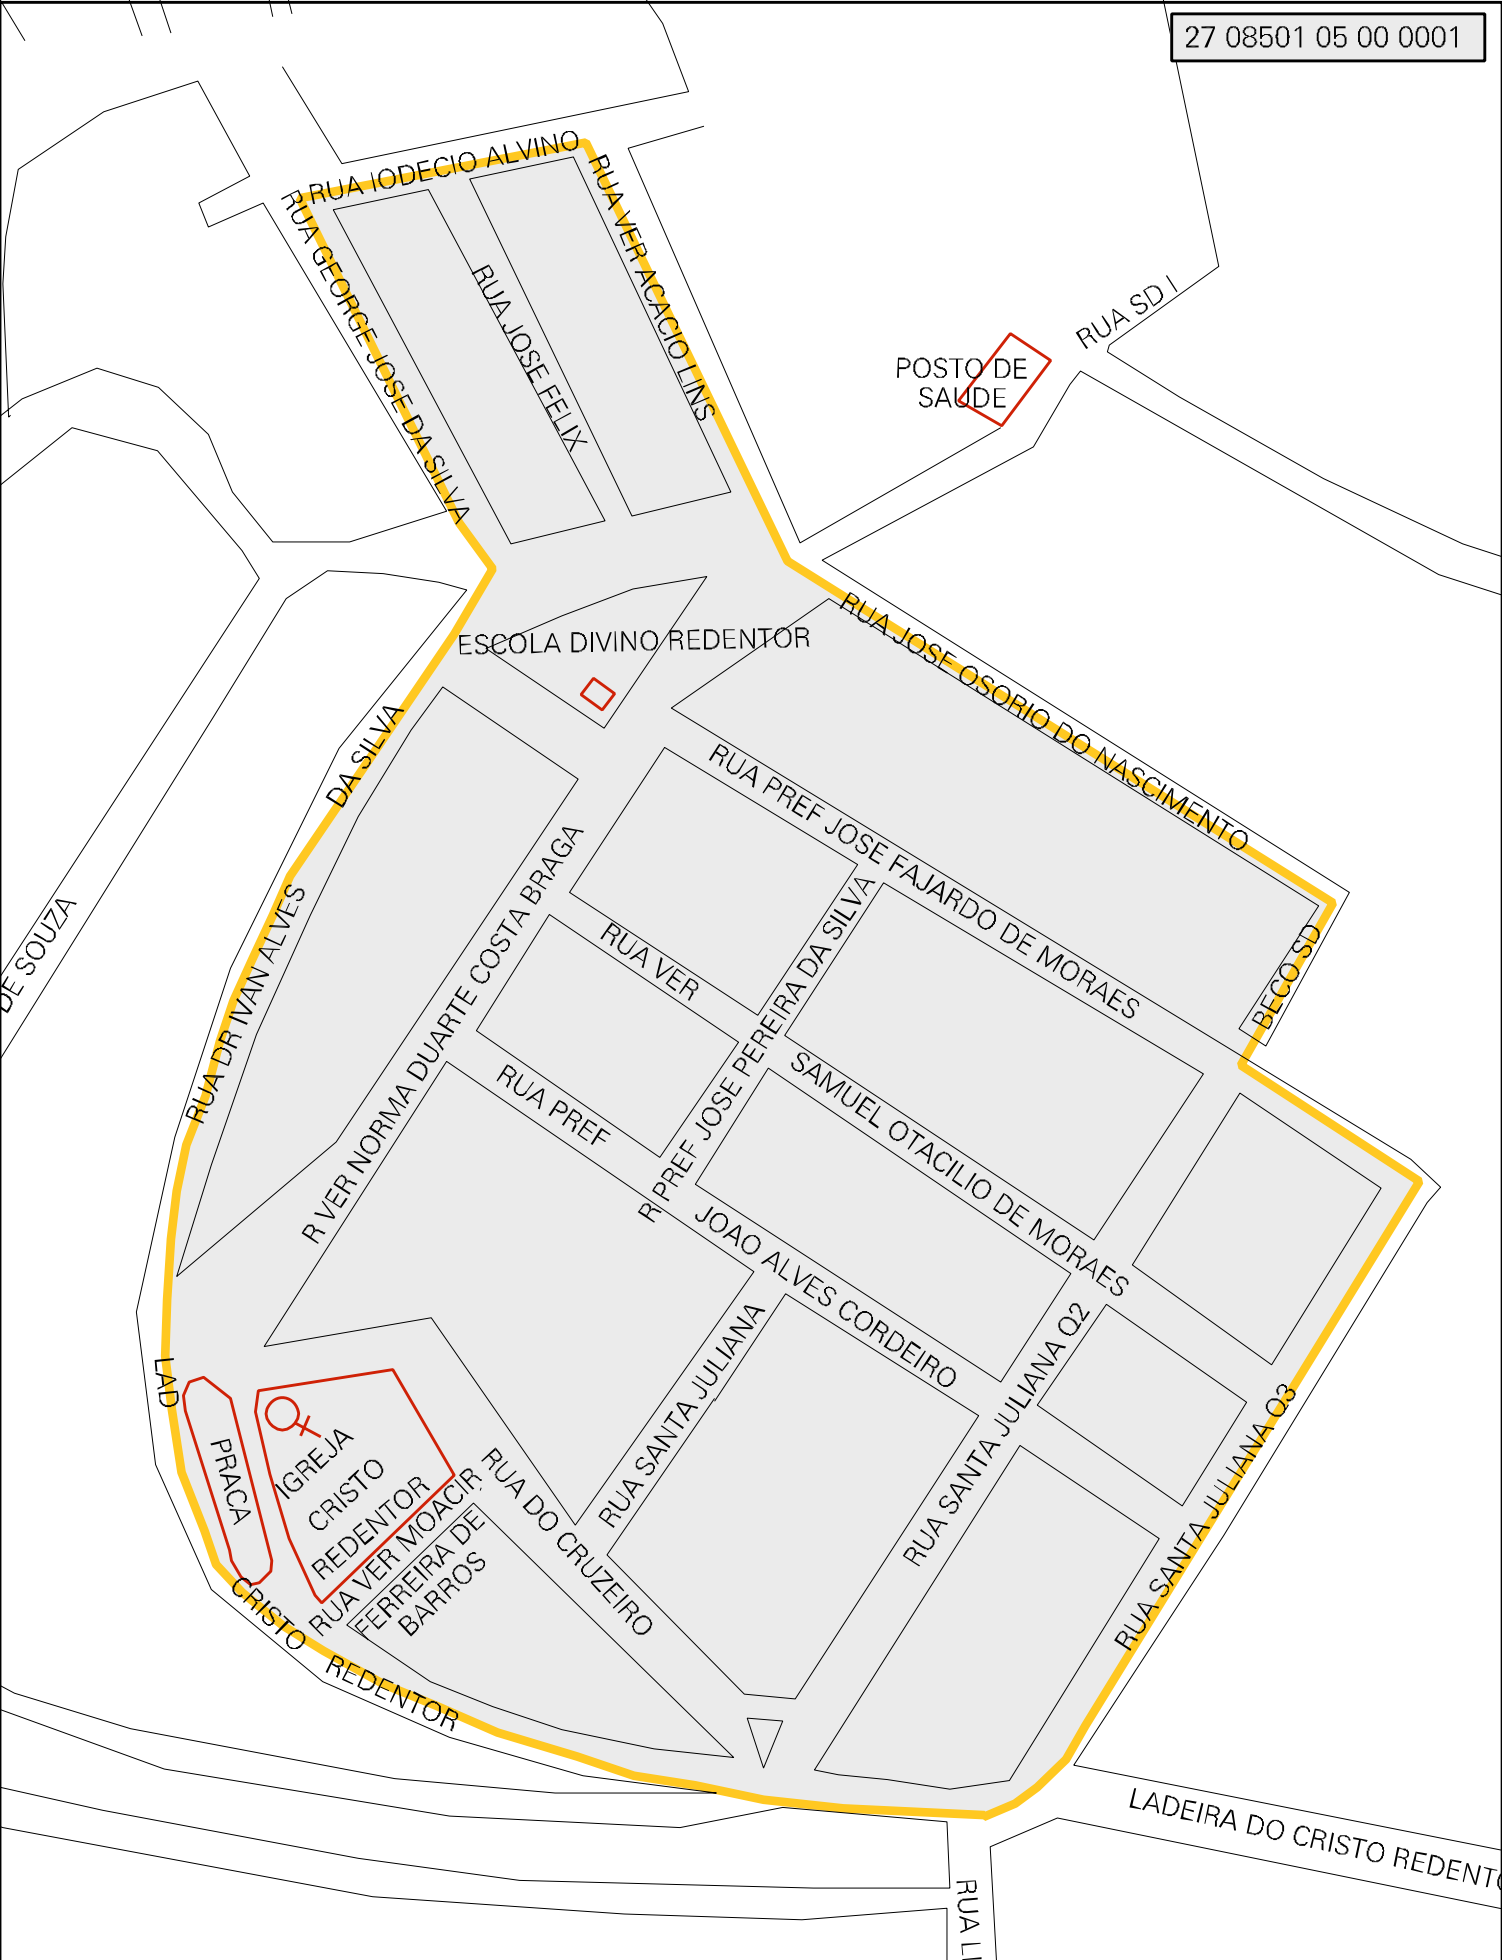 27 08501 05 00 0001
RUA IODECIO ALVINO
RUA VER ACACIO LINS
RUA GEORGE JOSE DA SILVA
RUA JOSE FELIX
RUA SD I
POSTO DE
SAUDE
ESCOLA DIVINO REDENTOR
RUA JOSE OSORIO DO NASCIMENTO
RUA DR IVAN ALVES
DA SILVA
RUA PREF JOSE FAJARDO DE MORAES
BECO SD
DE SOUZA
R VER NORMA DUARTE COSTA BRAGA
RUA VER
SAMUEL OTACILIO DE MORAES
R PREF JOSE PEREIRA DA SILVA
RUA PREF
JOAO ALVES CORDEIRO
RUA SANTA JULIANA
RUA SANTA JULIANA Q2
RUA SANTA JULIANA Q3
LAD
CRISTO
REDENTOR
PRACA
IGREJA
CRISTO
REDENTOR
RUA VER MOACIR
FERREIRA DE
BARROS
RUA DO CRUZEIRO
LADEIRA DO CRISTO REDENTO
RUA LI